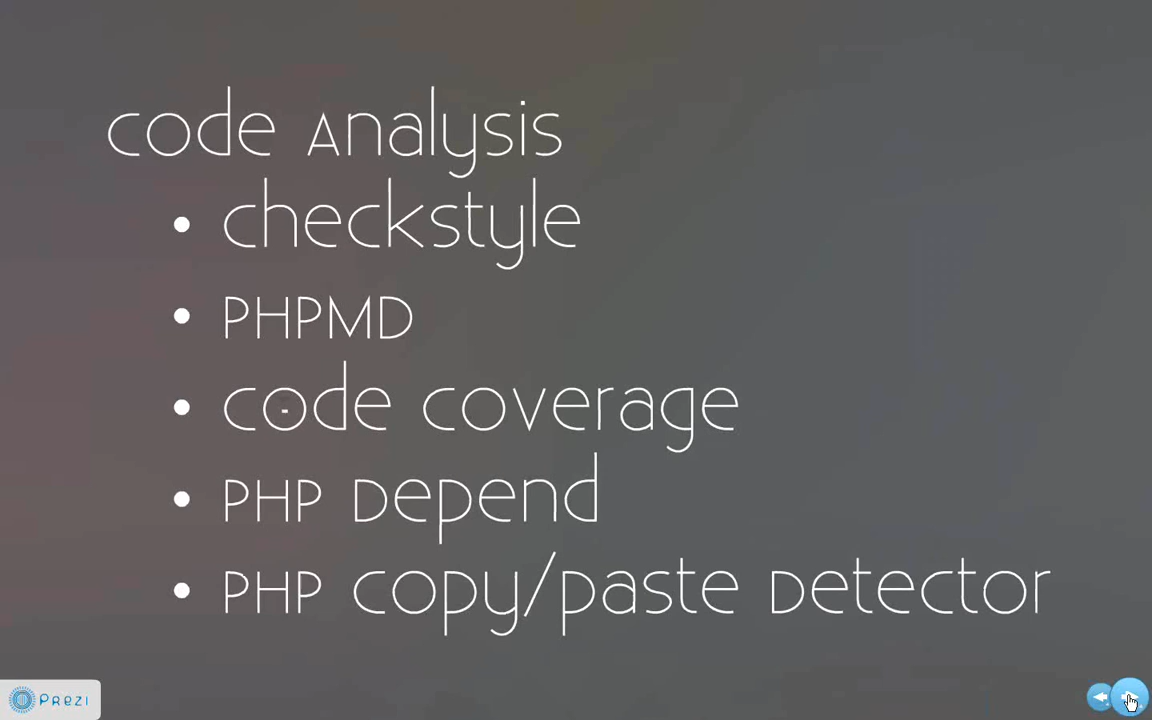 Code Analysis
• Checkstyle
• PHPMD
• Code Coverage
• PHP Depend
• PHP Copy/Paste Detector
Prezi